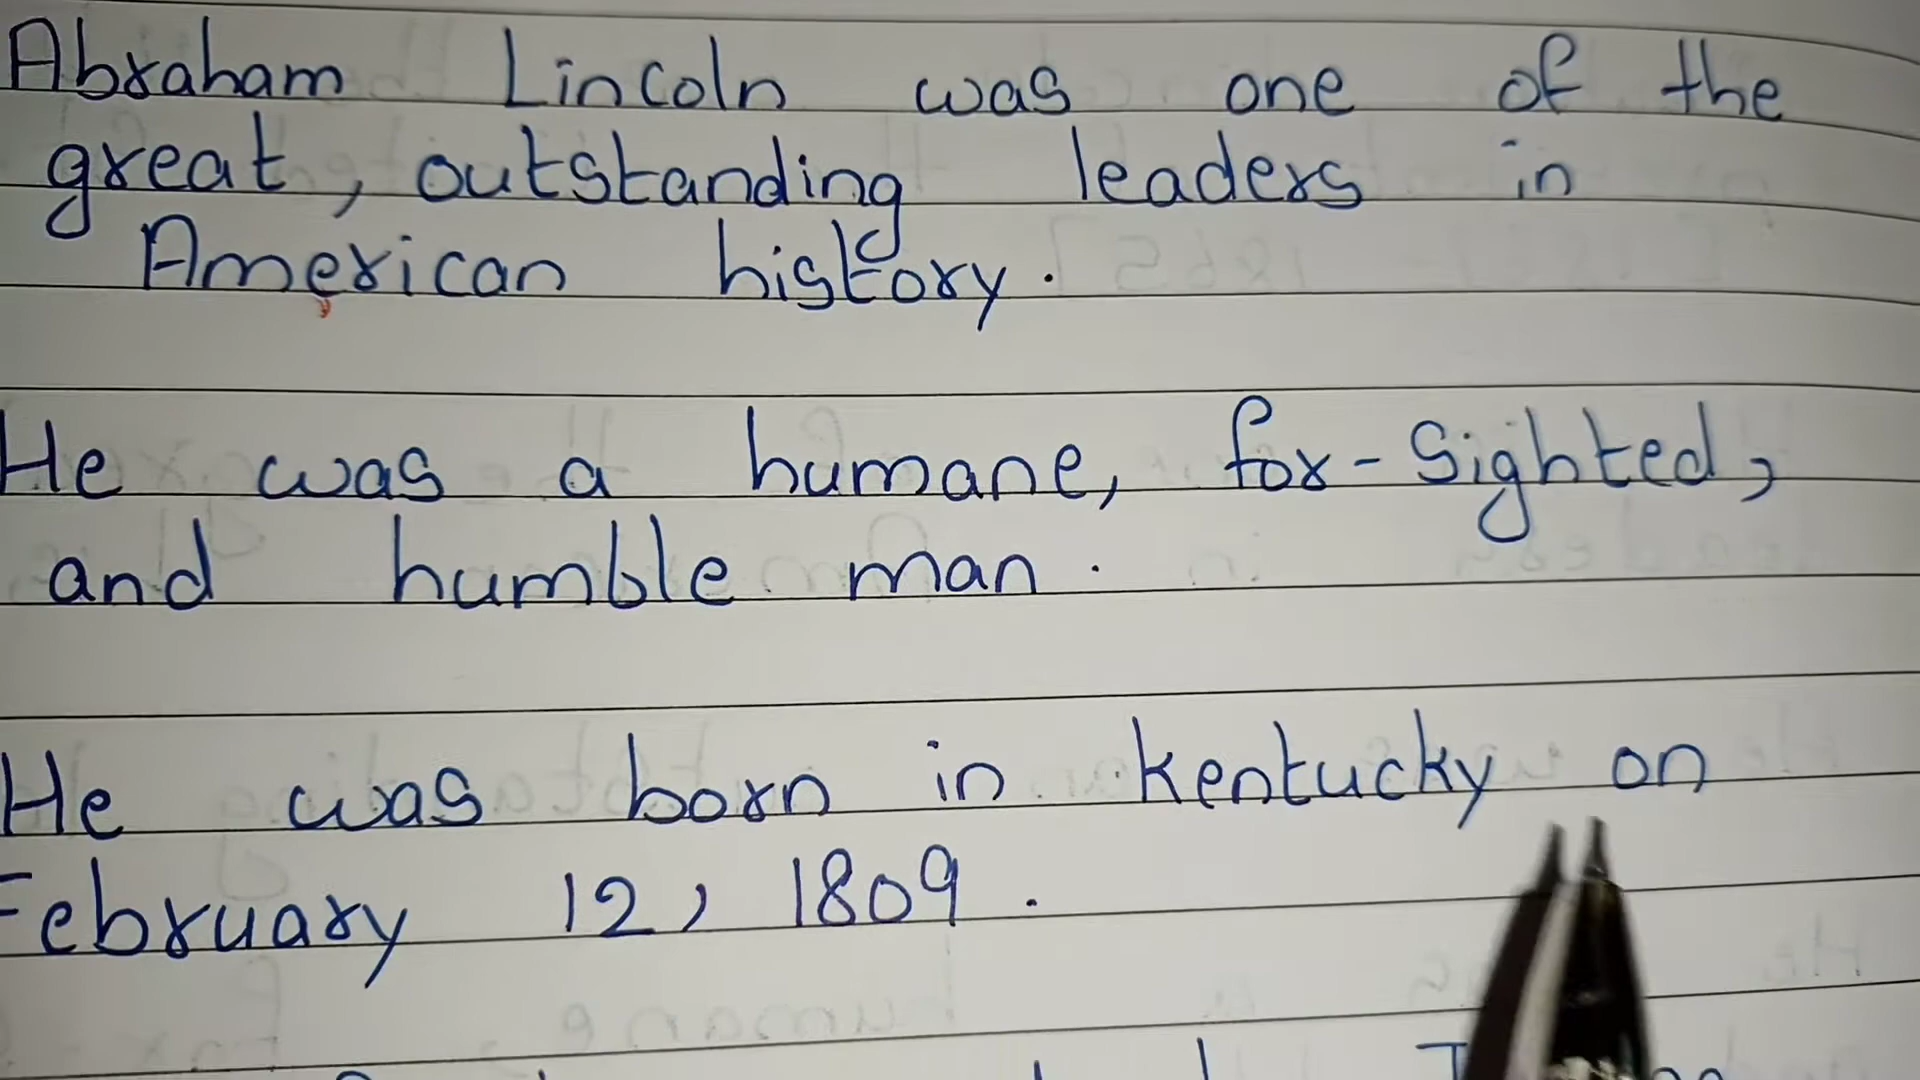 Abraham Lincoln was one of the
great, outstanding leaders in
American history.
He was a humane, for-Sighted,
and humble man.
He was born in Kentucky on
February 12, 1809.